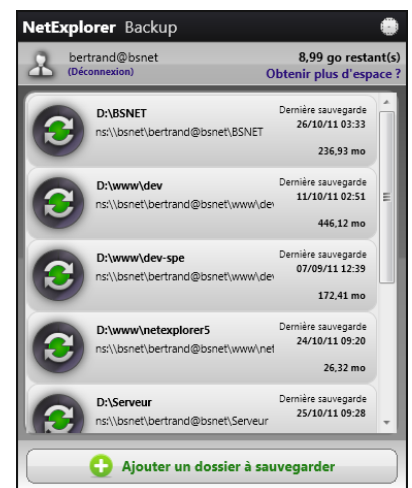 NetExplorer Backup
bertrand@bsnet
8,99 go restant(s)
(Déconnexion)
Obtenir plus d'espace ?
D:\BSNET
Dernière sauvegarde
ns:\\bsnet\bertrand@bsnet\BSNET
26/10/11 03:33
236,93 mo
D:\www\dev
Dernière sauvegarde
ns:\\bsnet\bertrand@bsnet\www\dev
11/10/11 02:51
446,12 mo
D:\www\dev-spe
Dernière sauvegarde
ns:\\bsnet\bertrand@bsnet\www\dev
07/09/11 12:39
172,41 mo
D:\www\netexplorer5
Dernière sauvegarde
ns:\\bsnet\bertrand@bsnet\www\net
24/10/11 09:20
26,32 mo
D:\Serveur
Dernière sauvegarde
ns:\\bsnet\bertrand@bsnet\Serveur
25/10/11 09:28
Ajouter un dossier à sauvegarder